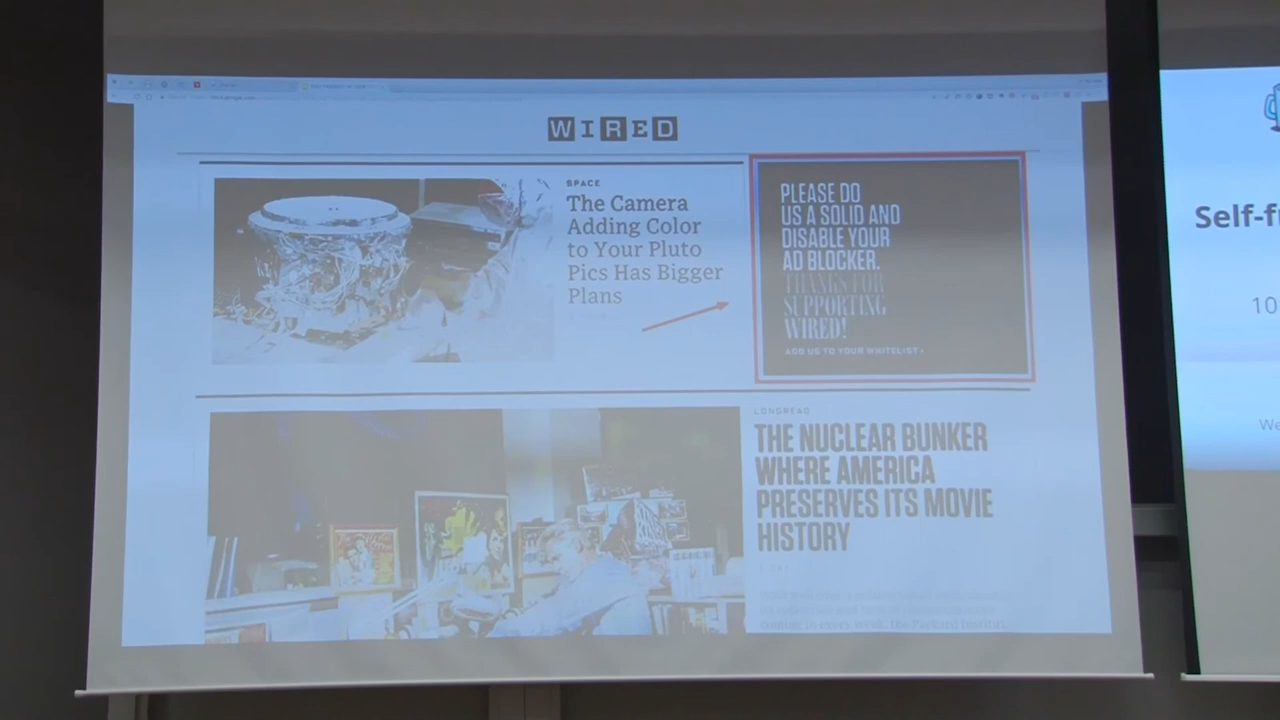 WIRED
SPACE
The Camera
Adding Color
to Your Pluto
Pics Has Bigger
Plans
PLEASE DO
US A SOLID AND
DISABLE YOUR
AD BLOCKER.
THANKS FOR
SUPPORTING
WIRED!
ADD US TO YOUR WHITELIST
LONGREAD
THE NUCLEAR BUNKER
WHERE AMERICA
PRESERVES ITS MOVIE
HISTORY
Self-f
10
We